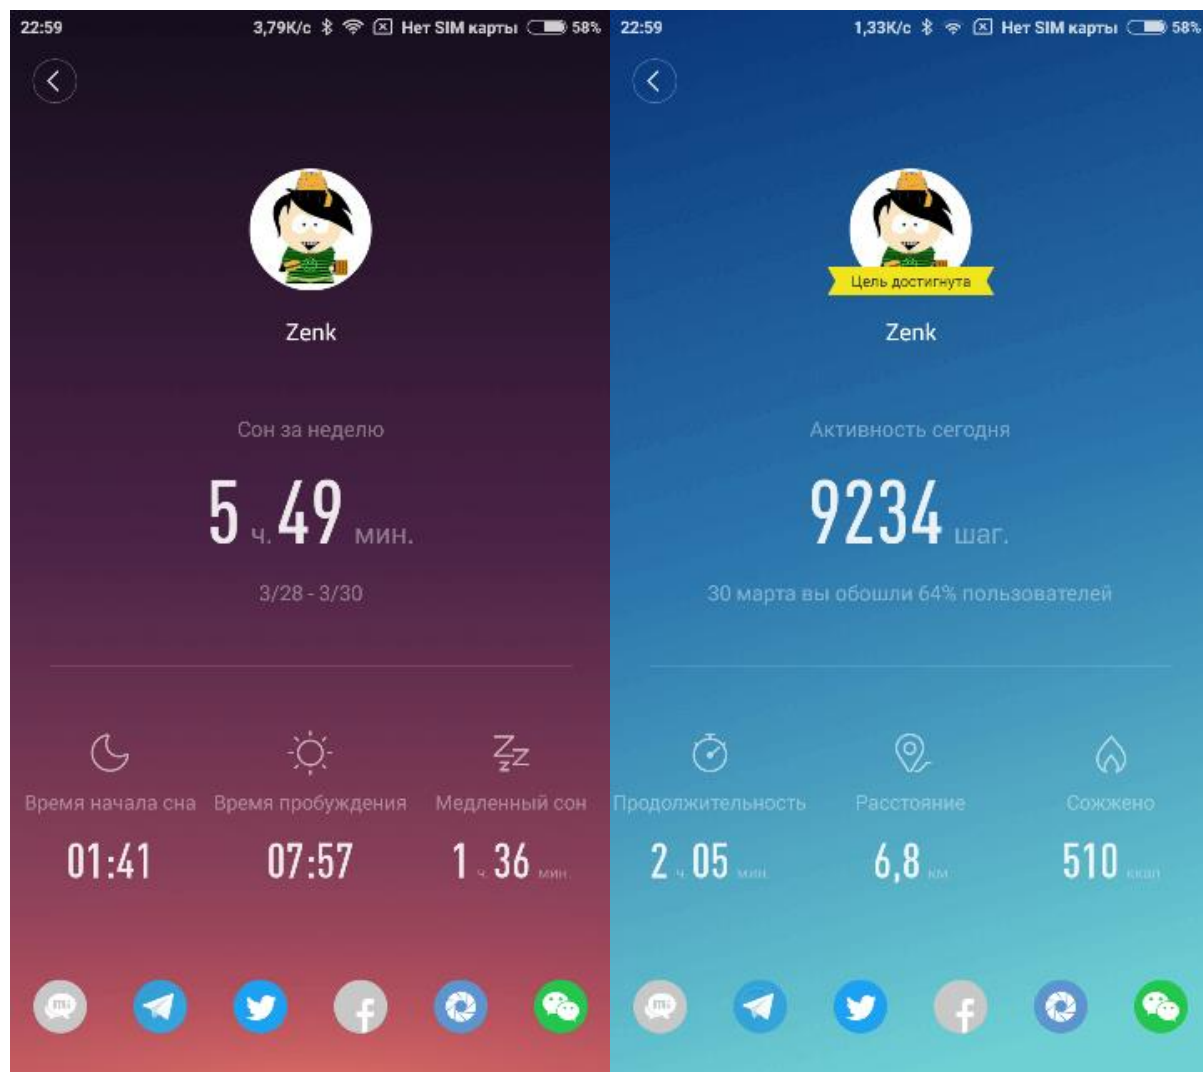 22:59 3,79K/c Нет SIM карты 58%
Zenk
Сон за неделю
5 ч. 49 мин.
3/28 - 3/30
Время начала сна Время пробуждения Медленный сон
01:41 07:57 1 ч. 36 мин.
22:59 1,33K/c Нет SIM карты 58%
Цель достигнута
Zenk
Активность сегодня
9234 шаг.
30 марта вы обошли 64% пользователей
Продолжительность Расстояние Сожжено
2 ч 05 мин. 6,8 км 510 ккал